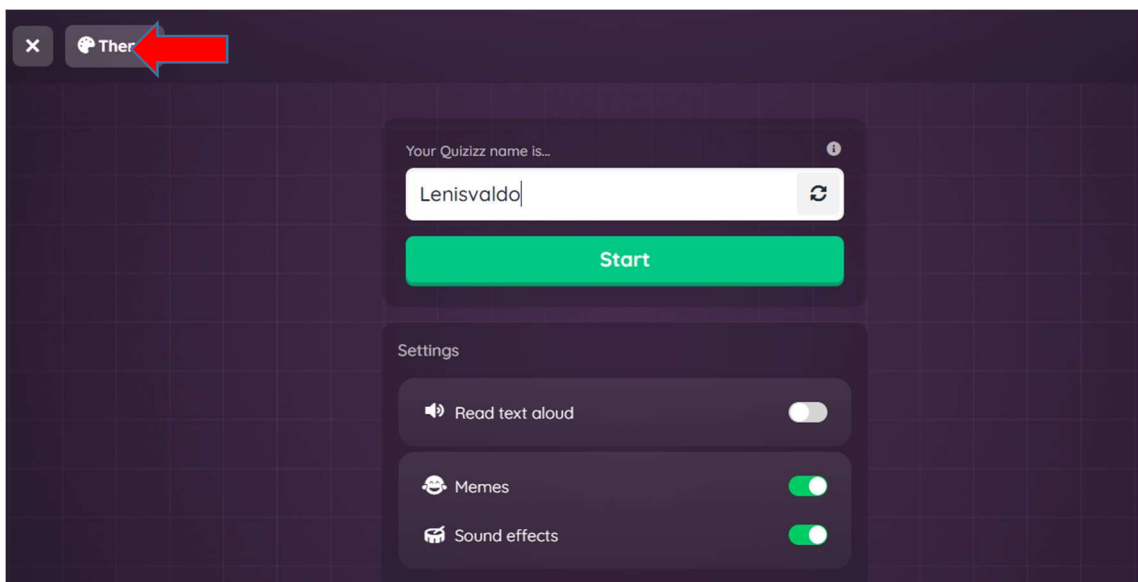 Your Quizizz name is...
Lenisvaldo
Start
Settings
Read text aloud
Memes
Sound effects